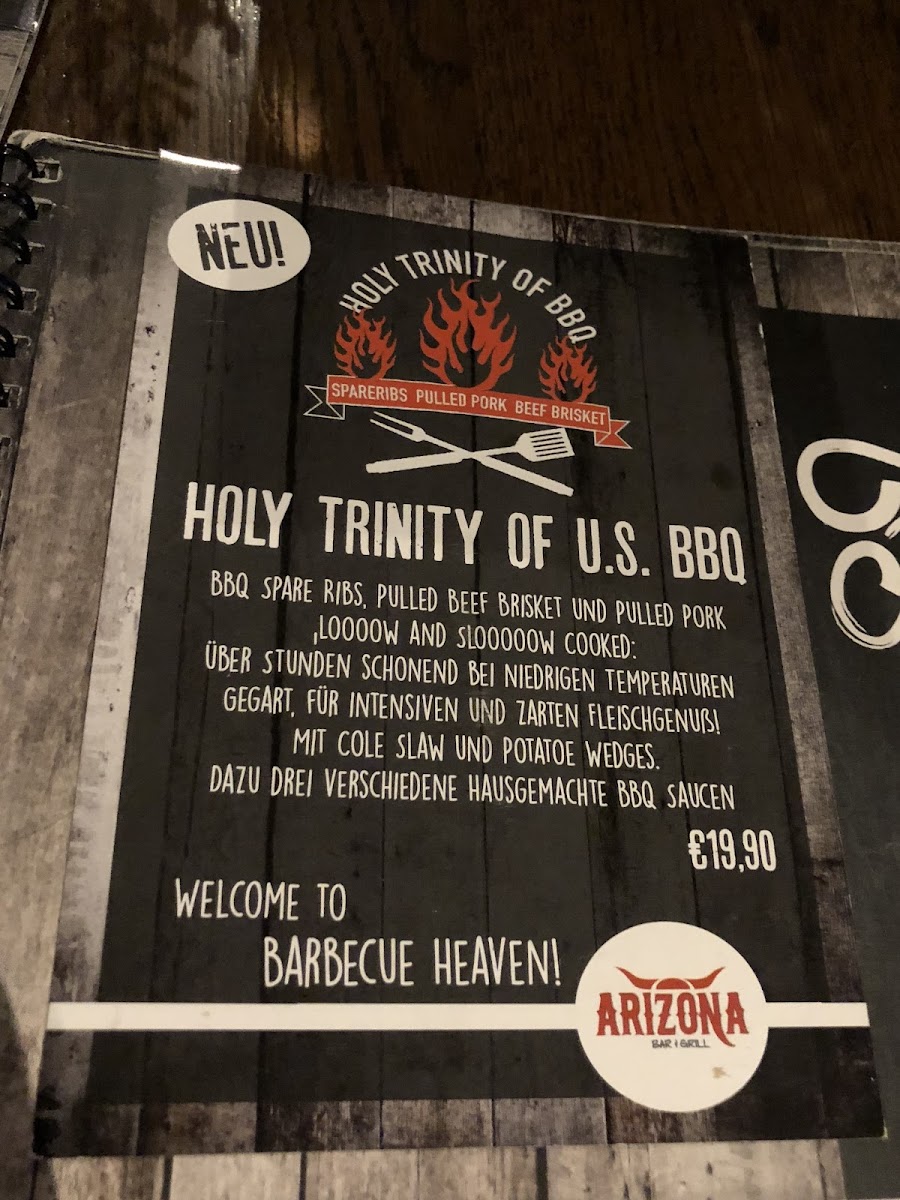 NEU!
HOLY TRINITY OF BBQ
SPARERIBS PULLED PORK BEEF BRISKET
HOLY TRINITY OF U.S. BBQ
BBQ SPARE RIBS, PULLED BEEF BRISKET UND PULLED PORK
‚LOOOOW AND SLOOOOOW COOKED:
ÜBER STUNDEN SCHONEND BEI NIEDRIGEN TEMPERATUREN
GEGART, FÜR INTENSIVEN UND ZARTEN FLEISCHGENUß!
MIT COLE SLAW UND POTATOE WEDGES.
DAZU DREI VERSCHIEDENE HAUSGEMACHTE BBQ SAUCEN
€19,90
WELCOME TO
BARBECUE HEAVEN!
ARIZONA
BAR & GRILL